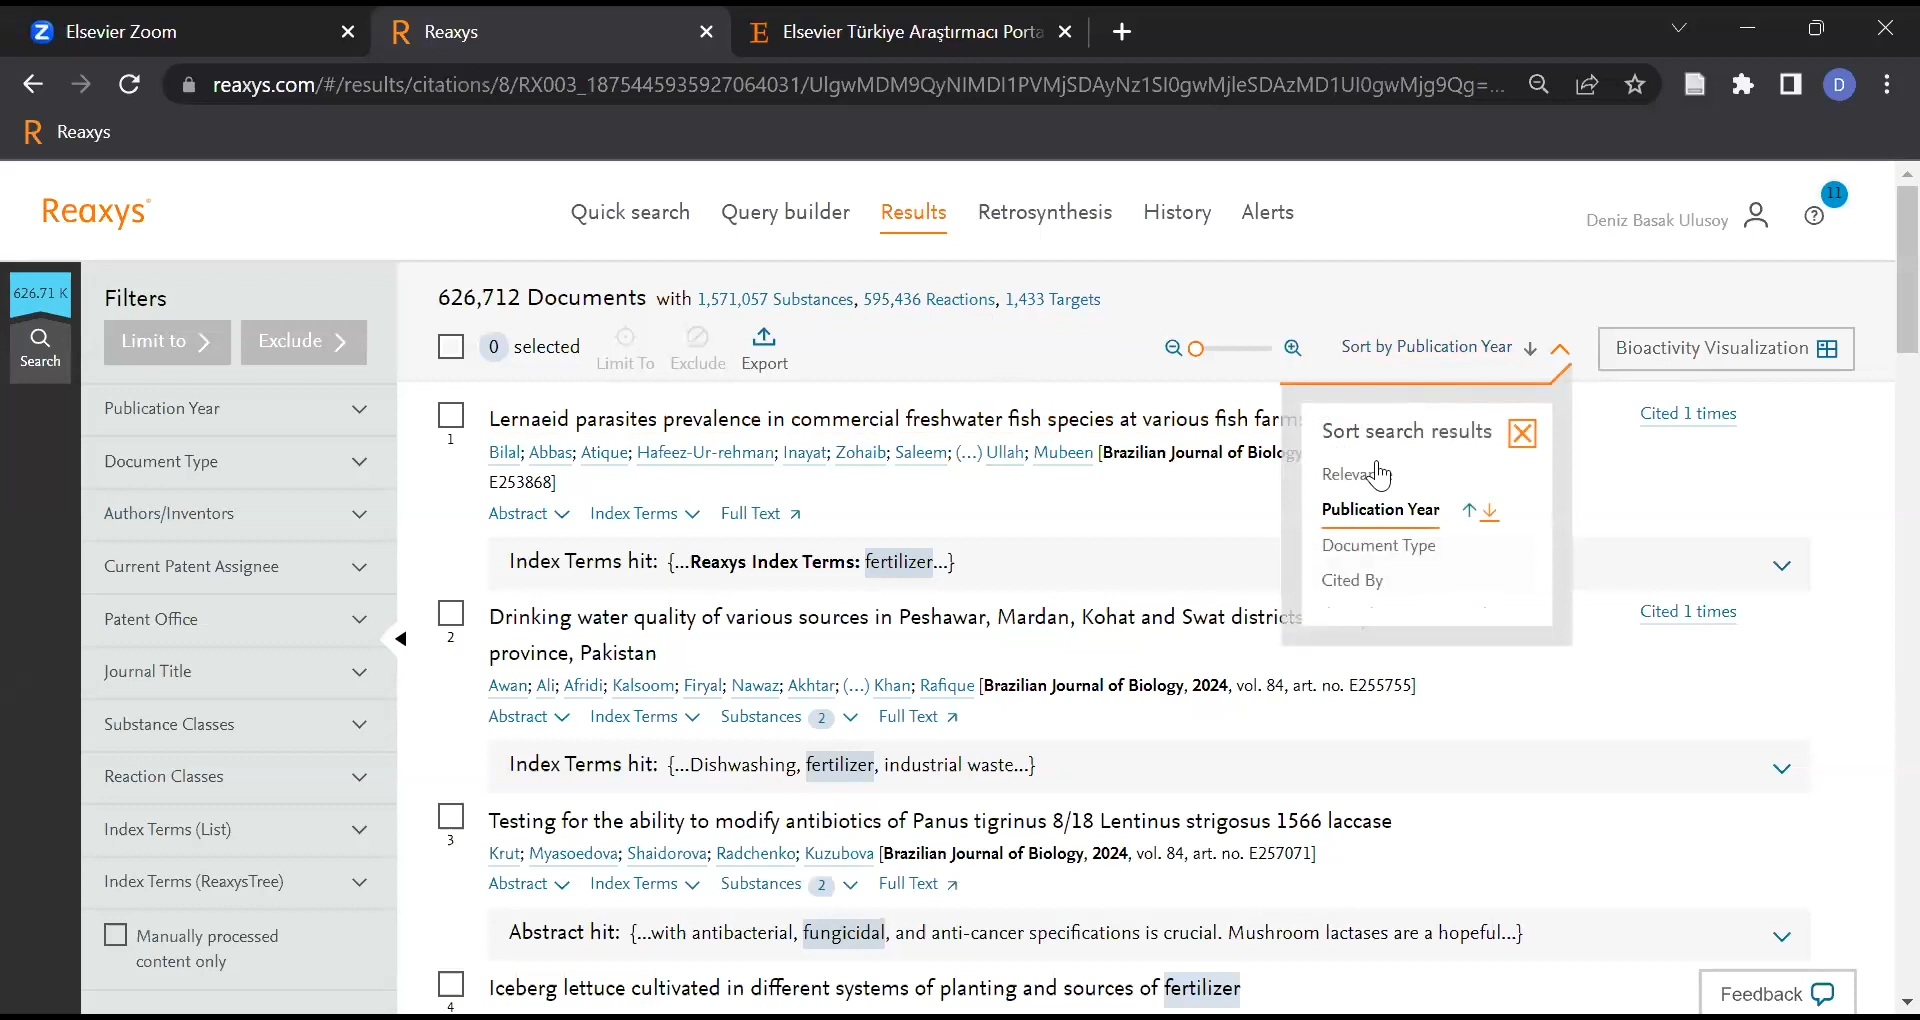 Elsevier Zoom
Reaxys
Elsevier Türkiye Araştırmacı Porta
reaxys.com/#/results/citations/8/RX003_1875445935927064031/UlgwMDM9QyNIMDI1PVMjSDAyNz1SI0gwMjleSDAzMD1UI0gwMjg9Qg=...
D
Reaxys
Reaxys
Quick search
Query builder
Results
Retrosynthesis
History
Alerts
Deniz Basak Ulusoy
11
626.71 K
Search
Filters
Limit to
Exclude
Publication Year
Document Type
Authors/Inventors
Current Patent Assignee
Patent Office
Journal Title
Substance Classes
Reaction Classes
Index Terms (List)
Index Terms (ReaxysTree)
Manually processed
content only
626,712 Documents with 1,571,057 Substances, 595,436 Reactions, 1,433 Targets
0 selected
Limit To
Exclude
Export
Sort by Publication Year
Bioactivity Visualization
Sort search results
Publication Year
Document Type
Cited By
1
Lernaeid parasites prevalence in commercial freshwater fish species at various fish farm
Cited 1 times
Bilal; Abbas; Atique; Hafeez-Ur-rehman; Inayat; Zohaib; Saleem; (...) Ullah; Mubeen [Brazilian Journal of Biology
E253868]
Abstract Index Terms Full Text
Index Terms hit: {...Reaxys Index Terms: fertilizer...}
2
Drinking water quality of various sources in Peshawar, Mardan, Kohat and Swat districts
province, Pakistan
Cited 1 times
Awan; Ali; Afridi; Kalsoom; Firyal; Nawaz; Akhtar; (...) Khan; Rafique [Brazilian Journal of Biology, 2024, vol. 84, art. no. E255755]
Abstract Index Terms Substances 2 Full Text
Index Terms hit: {...Dishwashing, fertilizer, industrial waste...}
3
Testing for the ability to modify antibiotics of Panus tigrinus 8/18 Lentinus strigosus 1566 laccase
Krut; Myasoedova; Shaidorova; Radchenko; Kuzubova [Brazilian Journal of Biology, 2024, vol. 84, art. no. E257071]
Abstract Index Terms Substances 2 Full Text
Abstract hit: {...with antibacterial, fungicidal, and anti-cancer specifications is crucial. Mushroom lactases are a hopeful...}
4
Iceberg lettuce cultivated in different systems of planting and sources of fertilizer
Feedback